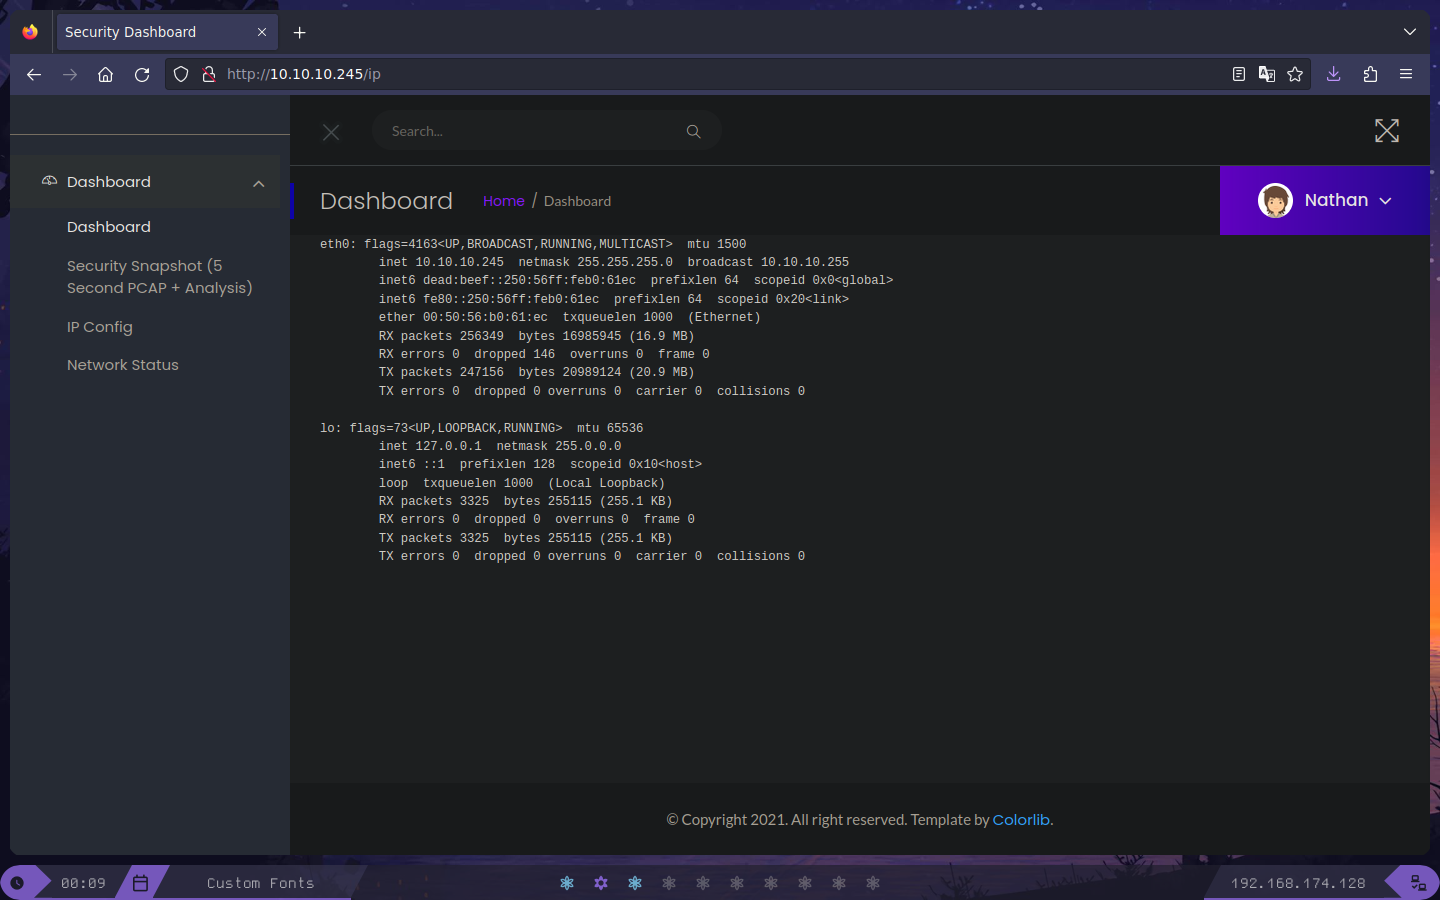 Security Dashboard
http://10.10.10.245/ip
Search...
Dashboard
Dashboard
Security Snapshot (5
Second PCAP + Analysis)
IP Config
Network Status
Dashboard
Home / Dashboard
Nathan
eth0: flags=4163<UP,BROADCAST,RUNNING,MULTICAST>  mtu 1500
        inet 10.10.10.245  netmask 255.255.255.0  broadcast 10.10.10.255
        inet6 dead:beef::250:56ff:feb0:61ec  prefixlen 64  scopeid 0x0<global>
        inet6 fe80::250:56ff:feb0:61ec  prefixlen 64  scopeid 0x20<link>
        ether 00:50:56:b0:61:ec  txqueuelen 1000  (Ethernet)
        RX packets 256349  bytes 16985945 (16.9 MB)
        RX errors 0  dropped 146  overruns 0  frame 0
        TX packets 247156  bytes 20989124 (20.9 MB)
        TX errors 0  dropped 0 overruns 0  carrier 0  collisions 0
lo: flags=73<UP,LOOPBACK,RUNNING>  mtu 65536
        inet 127.0.0.1  netmask 255.0.0.0
        inet6 ::1  prefixlen 128  scopeid 0x10<host>
        loop  txqueuelen 1000  (Local Loopback)
        RX packets 3325  bytes 255115 (255.1 KB)
        RX errors 0  dropped 0  overruns 0  frame 0
        TX packets 3325  bytes 255115 (255.1 KB)
        TX errors 0  dropped 0 overruns 0  carrier 0  collisions 0
© Copyright 2021. All right reserved. Template by Colorlib.
00:09
Custom Fonts
192.168.174.128